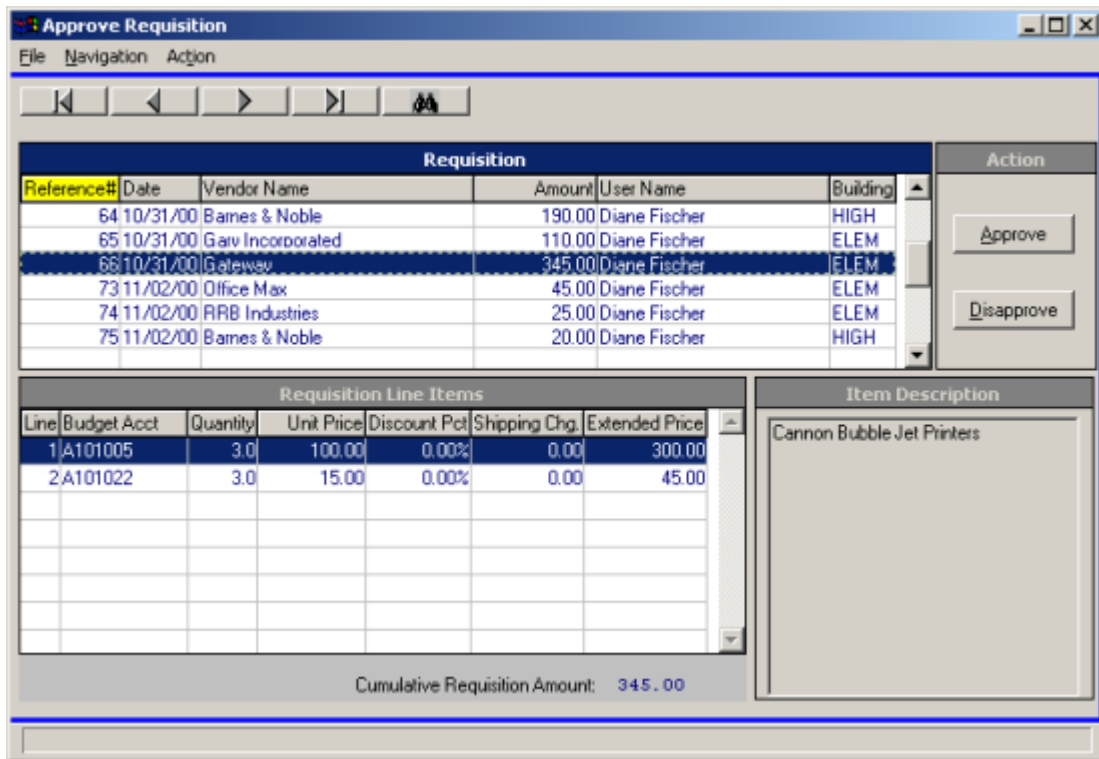 Approve Requisition
File Navigation Action
Requisition
Action
Reference# Date Vendor Name Amount User Name Building
64 10/31/00 Barnes & Noble 190.00 Diane Fischer HIGH
65 10/31/00 Gary Incorporated 110.00 Diane Fischer ELEM
66 10/31/00 Gateway 345.00 Diane Fischer ELEM
73 11/02/00 Office Max 45.00 Diane Fischer ELEM
74 11/02/00 RRB Industries 25.00 Diane Fischer ELEM
75 11/02/00 Barnes & Noble 20.00 Diane Fischer HIGH
Approve
Disapprove
Requisition Line Items
Line Budget Acct Quantity Unit Price Discount Pct Shipping Chg. Extended Price
1 A101005 3.0 100.00 0.00% 0.00 300.00
2 A101022 3.0 15.00 0.00% 0.00 45.00
Cumulative Requisition Amount: 345.00
Item Description
Cannon Bubble Jet Printers